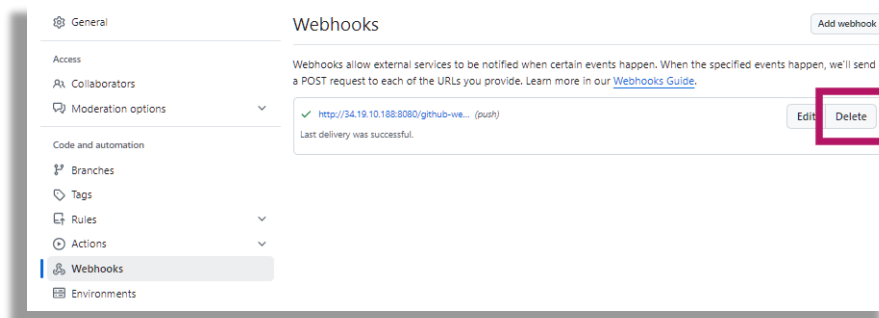 General
Access
Collaborators
Moderation options
Code and automation
Branches
Tags
Rules
Actions
Webhooks
Environments
Webhooks
Add webhook
Webhooks allow external services to be notified when certain events happen. When the specified events happen, we'll send
a POST request to each of the URLs you provide. Learn more in our Webhooks Guide.
http://34.19.10.188:8080/github-we... (push)
Edit
Delete
Last delivery was successful.